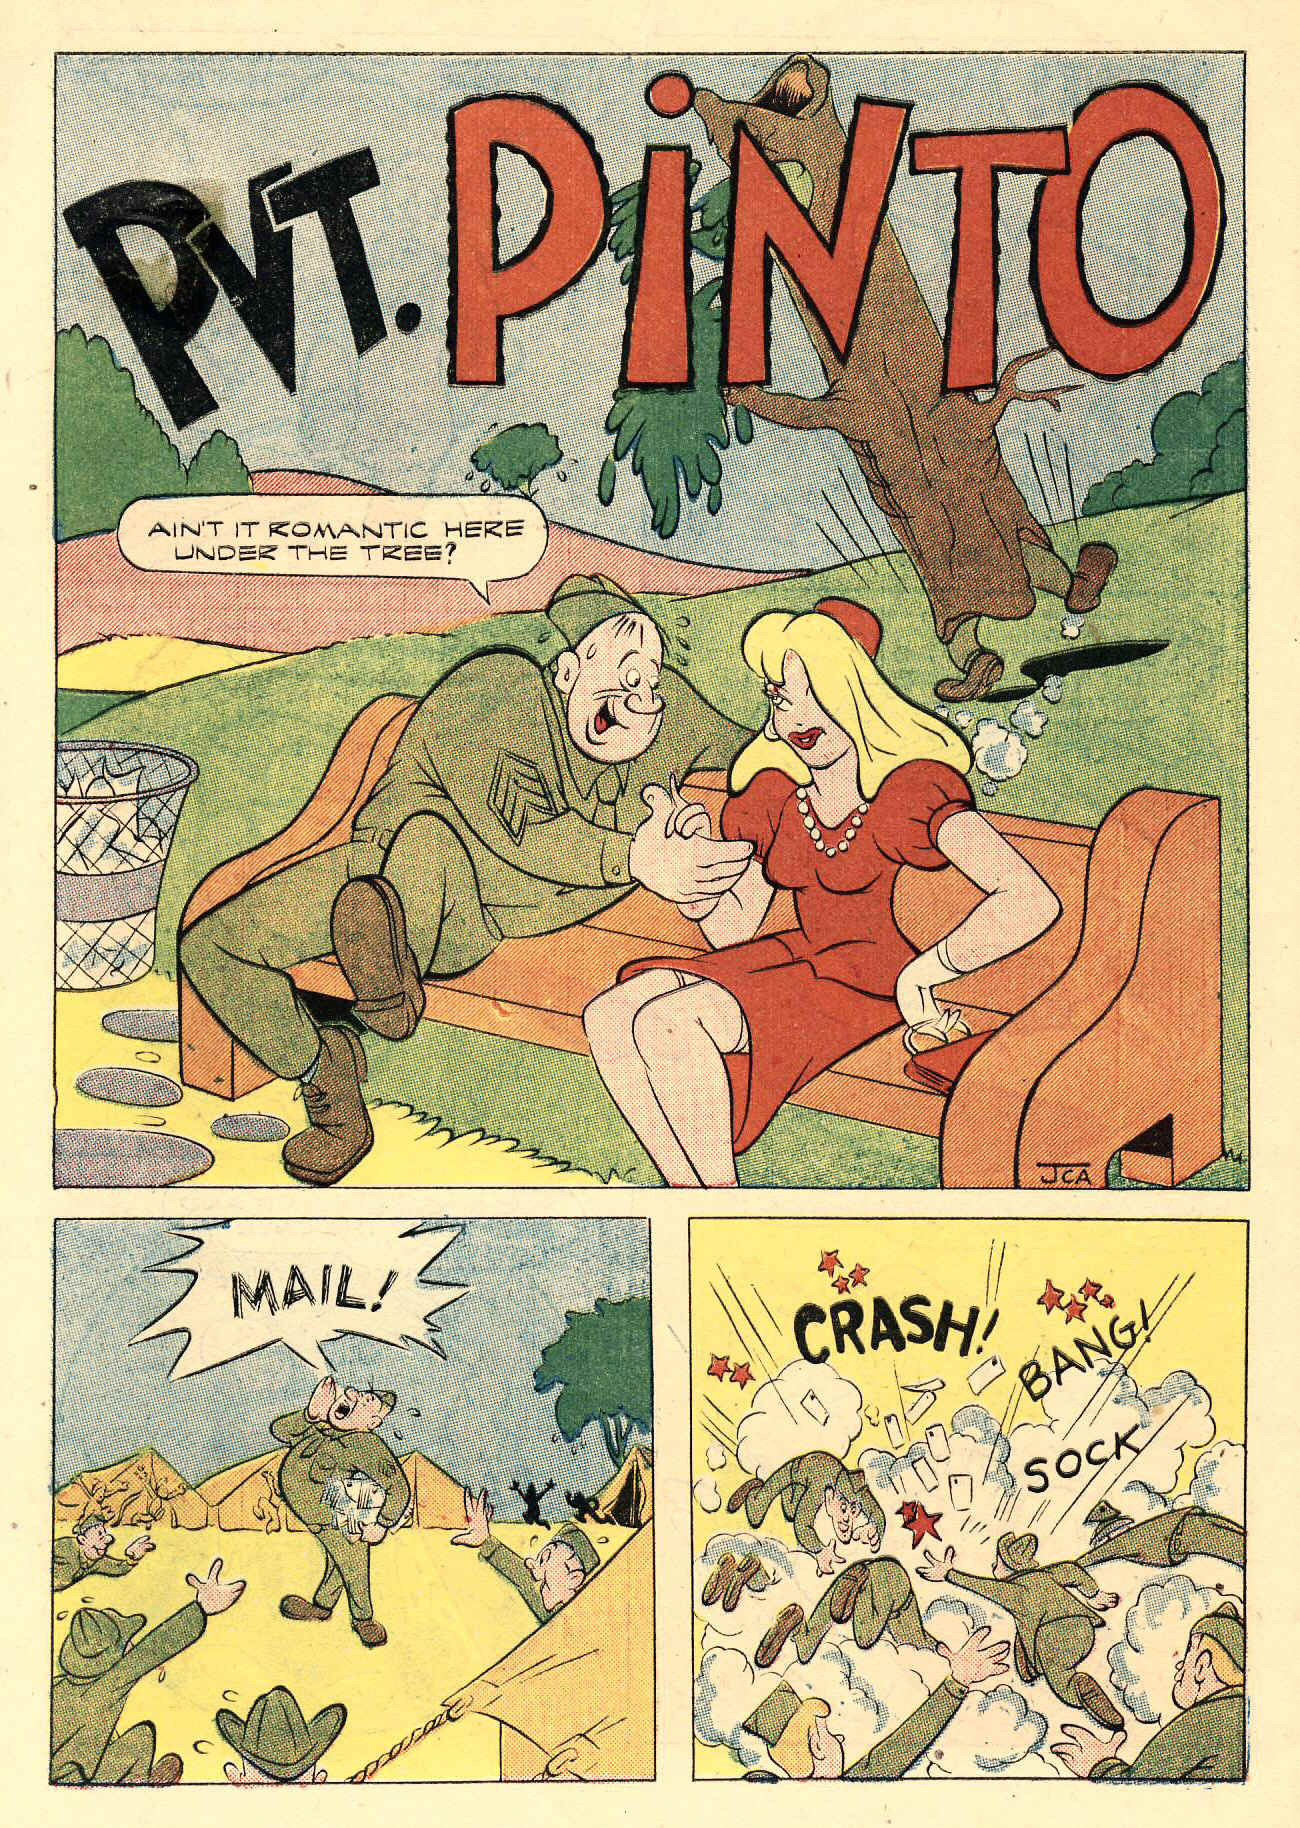 PVT. PiNTO
AIN'T IT ROMANTIC HERE
UNDER THE TREE?
JCA
MAIL!
CRASH!
BANG!
SOCK